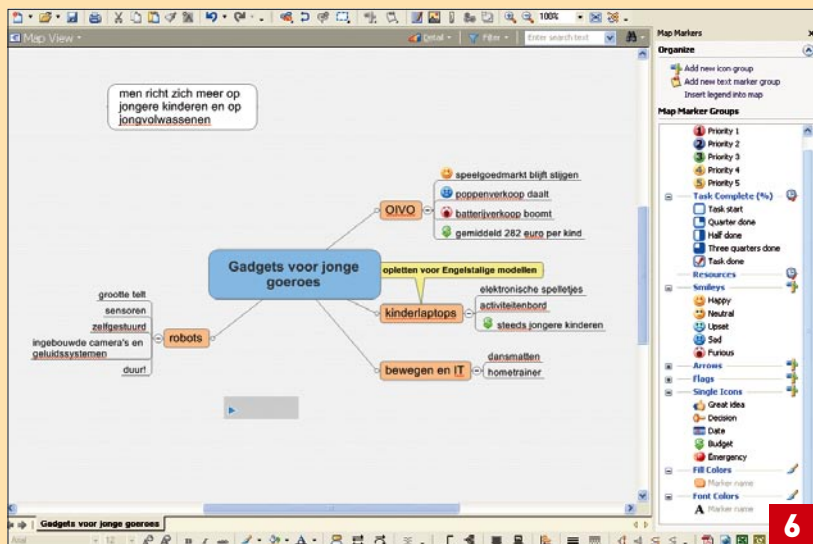 100%
Map View
Detail
Filter
Enter search text
men richt zich meer op
jongere kinderen en op
jongvolwassenen
Gadgets voor jonge
goeroes
OIVO
speelgoedmarkt blijft stijgen
poppenverkoop daalt
batterijverkoop boomt
gemiddeld 282 euro per kind
opletten voor Engelstalige modellen
kinderlaptops
elektronische spelletjes
activiteitenbord
steeds jongere kinderen
bewegen en IT
dansmatten
hometrainer
robots
grootte telt
sensoren
zelfgestuurd
ingebouwde camera's en
geluidssystemen
duur!
Gadgets voor jonge goeroes
Arial
12
Map Markers
Organize
Add new icon group
Add new text marker group
Insert legend into map
Map Marker Groups
Priority 1
Priority 2
Priority 3
Priority 4
Priority 5
Task Complete (%)
Task start
Quarter done
Half done
Three quarters done
Task done
Resources
Smileys
Happy
Neutral
Upset
Sad
Furious
Arrows
Flags
Single Icons
Great idea
Decision
Date
Budget
Emergency
Fill Colors
Marker name
Font Colors
A Marker name
6